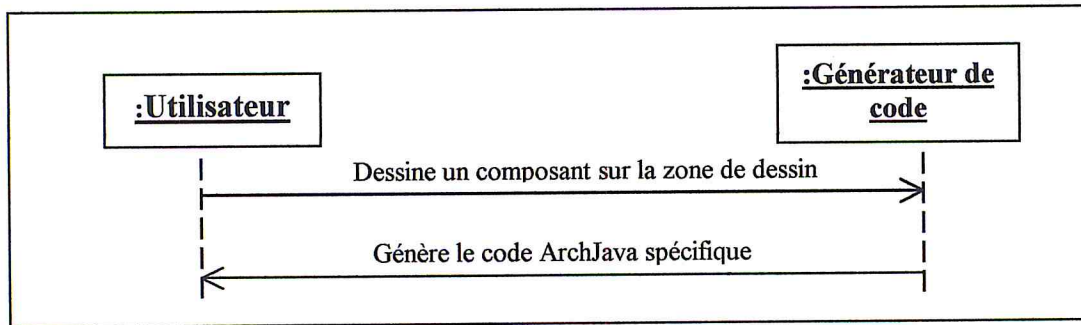 :Utilisateur
:Générateur de
code
Dessine un composant sur la zone de dessin
Génère le code ArchJava spécifique